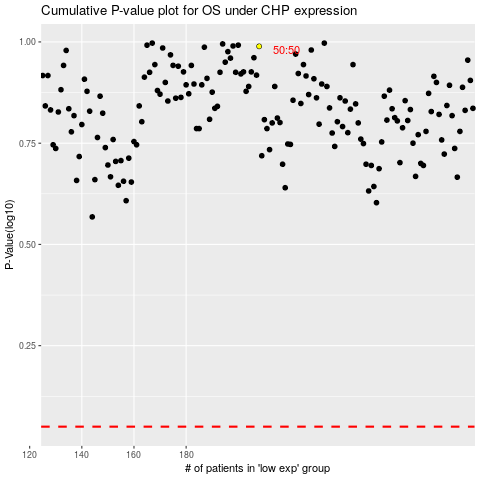 Cumulative P-value plot for OS under CHP expression
1.00
50:50
0.75
0.50
0.25
P-Value(log10)
120 140 160 180
# of patients in 'low exp' group